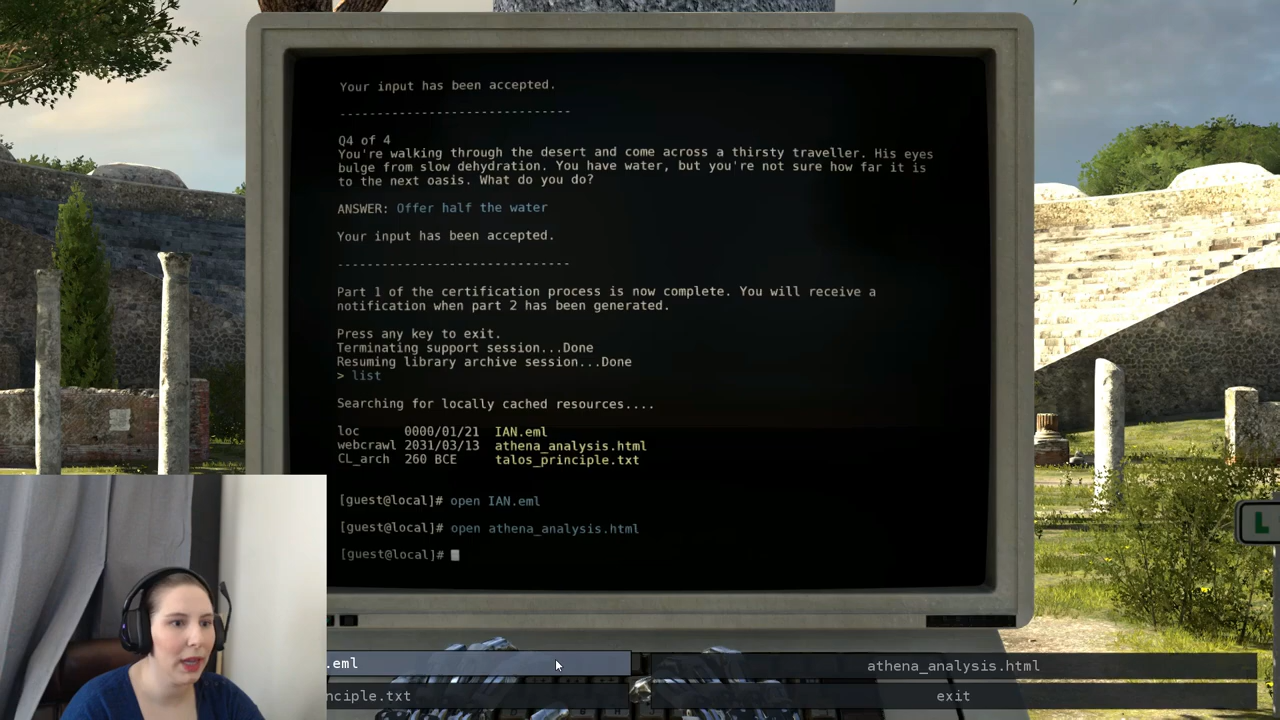 Your input has been accepted.
------------------------------
Q4 of 4
You're walking through the desert and come across a thirsty traveller. His eyes
bulge from slow dehydration. You have water, but you're not sure how far it is
to the next oasis. What do you do?
ANSWER: Offer half the water
Your input has been accepted.
------------------------------
Part 1 of the certification process is now complete. You will receive a
notification when part 2 has been generated.
Press any key to exit.
Terminating support session...Done
Resuming library archive session...Done
> list
Searching for locally cached resources....
loc 0000/01/21 IAN.eml
webcrawl 2031/03/13 athena_analysis.html
CL_arch 260 BCE talos_principle.txt
[guest@local]# open IAN.eml
[guest@local]# open athena_analysis.html
[guest@local]#
L
.eml athena_analysis.html
nciple.txt exit